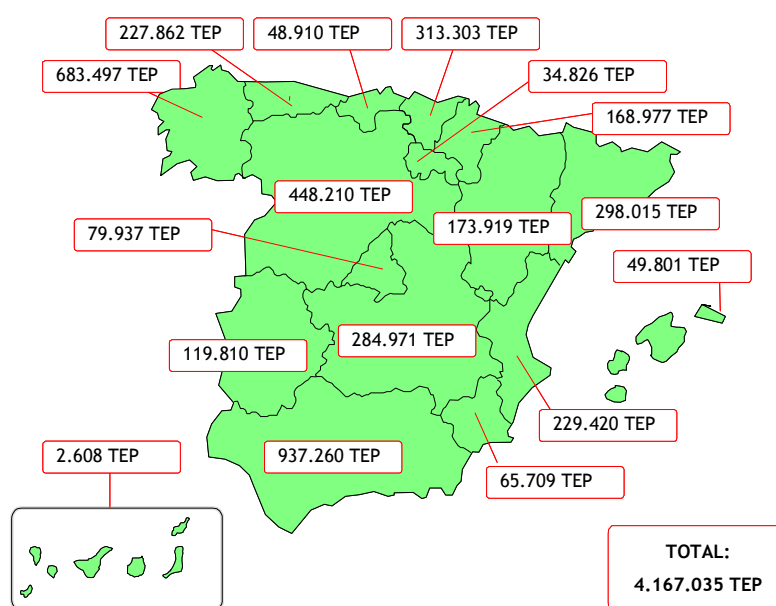 227.862 TEP
48.910 TEP
313.303 TEP
683.497 TEP
34.826 TEP
168.977 TEP
448.210 TEP
298.015 TEP
79.937 TEP
173.919 TEP
49.801 TEP
119.810 TEP
284.971 TEP
229.420 TEP
2.608 TEP
937.260 TEP
65.709 TEP
TOTAL:
4.167.035 TEP